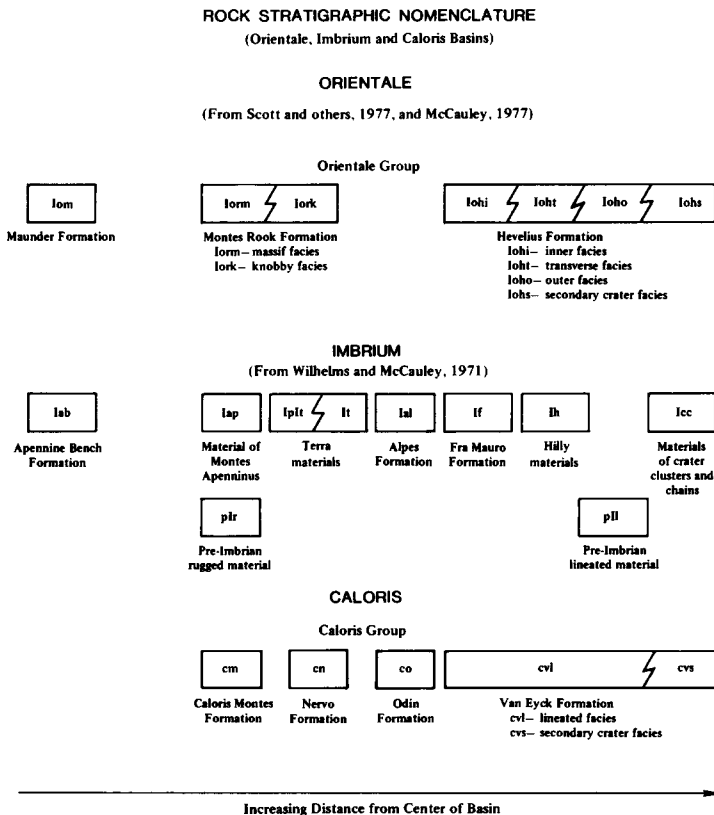 ROCK STRATIGRAPHIC NOMENCLATURE
(Orientale, Imbrium and Caloris Basins)
ORIENTALE
(From Scott and others, 1977, and McCauley, 1977)
Orientale Group
Iom
Iorm Iork
Iohi Ioht Ioho Iohs
Maunder Formation
Montes Rook Formation
Iorm— massif facies
Iork— knobby facies
Hevelius Formation
Iohi— inner facies
Ioht— transverse facies
Ioho— outer facies
Iohs— secondary crater facies
IMBRIUM
(From Wilhelms and McCauley, 1971)
Iab
Iap
IpIt It
Ial
If
Ih
Icc
Apennine Bench
Formation
Material of
Montes
Apenninus
Terra
materials
Alpes
Formation
Fra Mauro
Formation
Hilly
materials
Materials
of crater
clusters and
chains
pIr
pIl
Pre-Imbrian
rugged material
Pre-Imbrian
lineated material
CALORIS
Caloris Group
cm
cn
co
cvl cvs
Caloris Montes
Formation
Nervo
Formation
Odin
Formation
Van Eyck Formation
cvl— lineated facies
cvs— secondary crater facies
Increasing Distance from Center of Basin